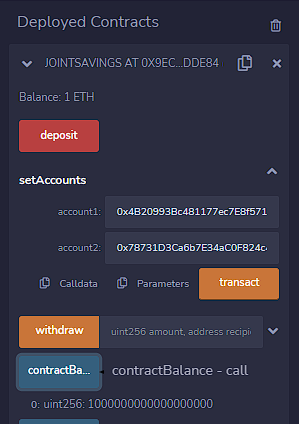 Deployed Contracts
JOINTSAVINGS AT 0X9EC...DDE84
Balance: 1 ETH
deposit
setAccounts
account1: 0x4B20993Bc481177ec7E8f571
account2: 0x78731D3Ca6b7E34aC0F824c
Calldata Parameters transact
withdraw uint256 amount, address recipi
contractBa... contractBalance - call
0: uint256: 1000000000000000000